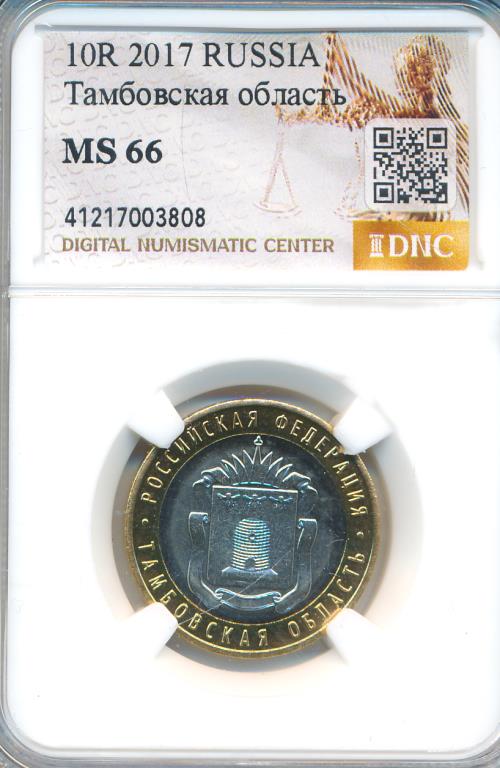 10R 2017 RUSSIA
Тамбовская область
MS 66
41217003808
DIGITAL NUMISMATIC CENTER
DNC
РОССИЙСКАЯ ФЕДЕРАЦИЯ
ТАМБОВСКАЯ ОБЛАСТЬ